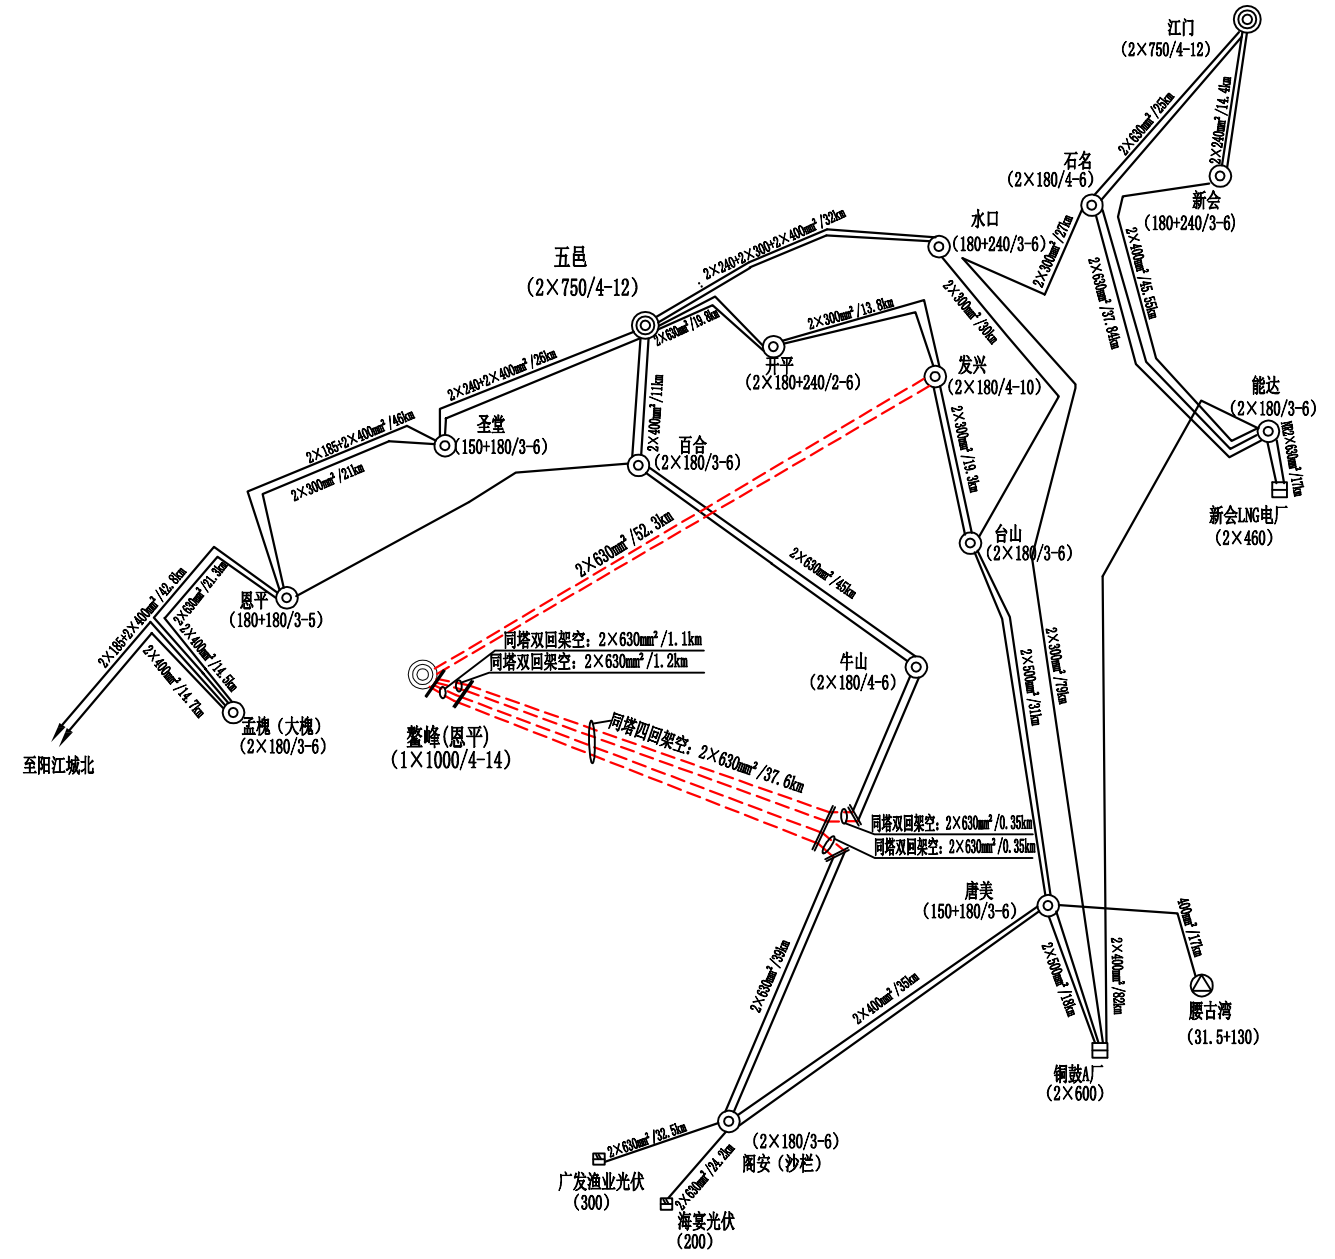 江门
(2×750/4-12)
2×630mm²/25km
2×240mm²/14.4km
石名
(2×180/4-6)
新会
(180+240/3-6)
水口
(180+240/3-6)
2×300mm²/27km
2×240+2×300+2×400mm²/32km
五邑
(2×750/4-12)
2×400mm²/45.55km
2×630mm²/37.84km
2×300mm²/30km
2×630mm²/19.8km
2×300mm²/13.8km
开平
(2×180+240/2-6)
发兴
(2×180/4-10)
能达
(2×180/3-6)
2×240+2×400mm²/26km
2×400mm²/11km
圣堂
(150+180/3-6)
2×185+2×400mm²/46km
2×300mm²/21km
百合
(2×180/3-6)
2×300mm²/19.3km
M22×630mm²/17km
新会LNG电厂
(2×460)
2×630mm²/52.3km
台山
(2×180/3-6)
2×630mm²/45km
恩平
(180+180/3-5)
2×185+2×400mm²/42.8km
2×630mm²/21.3km
2×400mm²/14.5km
2×400mm²/14.7km
同塔双回架空: 2×630mm²/1.1km
同塔双回架空: 2×630mm²/1.2km
牛山
(2×180/4-6)
2×500mm²/31km
2×300mm²/79km
孟槐(大槐)
(2×180/3-6)
至阳江城北
鳌峰(恩平)
(1×1000/4-14)
同塔四回架空: 2×630mm²/37.6km
同塔双回架空: 2×630mm²/0.35km
同塔双回架空: 2×630mm²/0.35km
唐美
(150+180/3-6)
400mm²/17km
2×630mm²/39km
2×400mm²/35km
2×500mm²/18km
2×400mm²/82km
腰古湾
(31.5+130)
铜鼓A厂
(2×600)
2×630mm²/32.5km
2×630mm²/24.2km
(2×180/3-6)
阁安(沙栏)
广发渔业光伏
(300)
海宴光伏
(200)